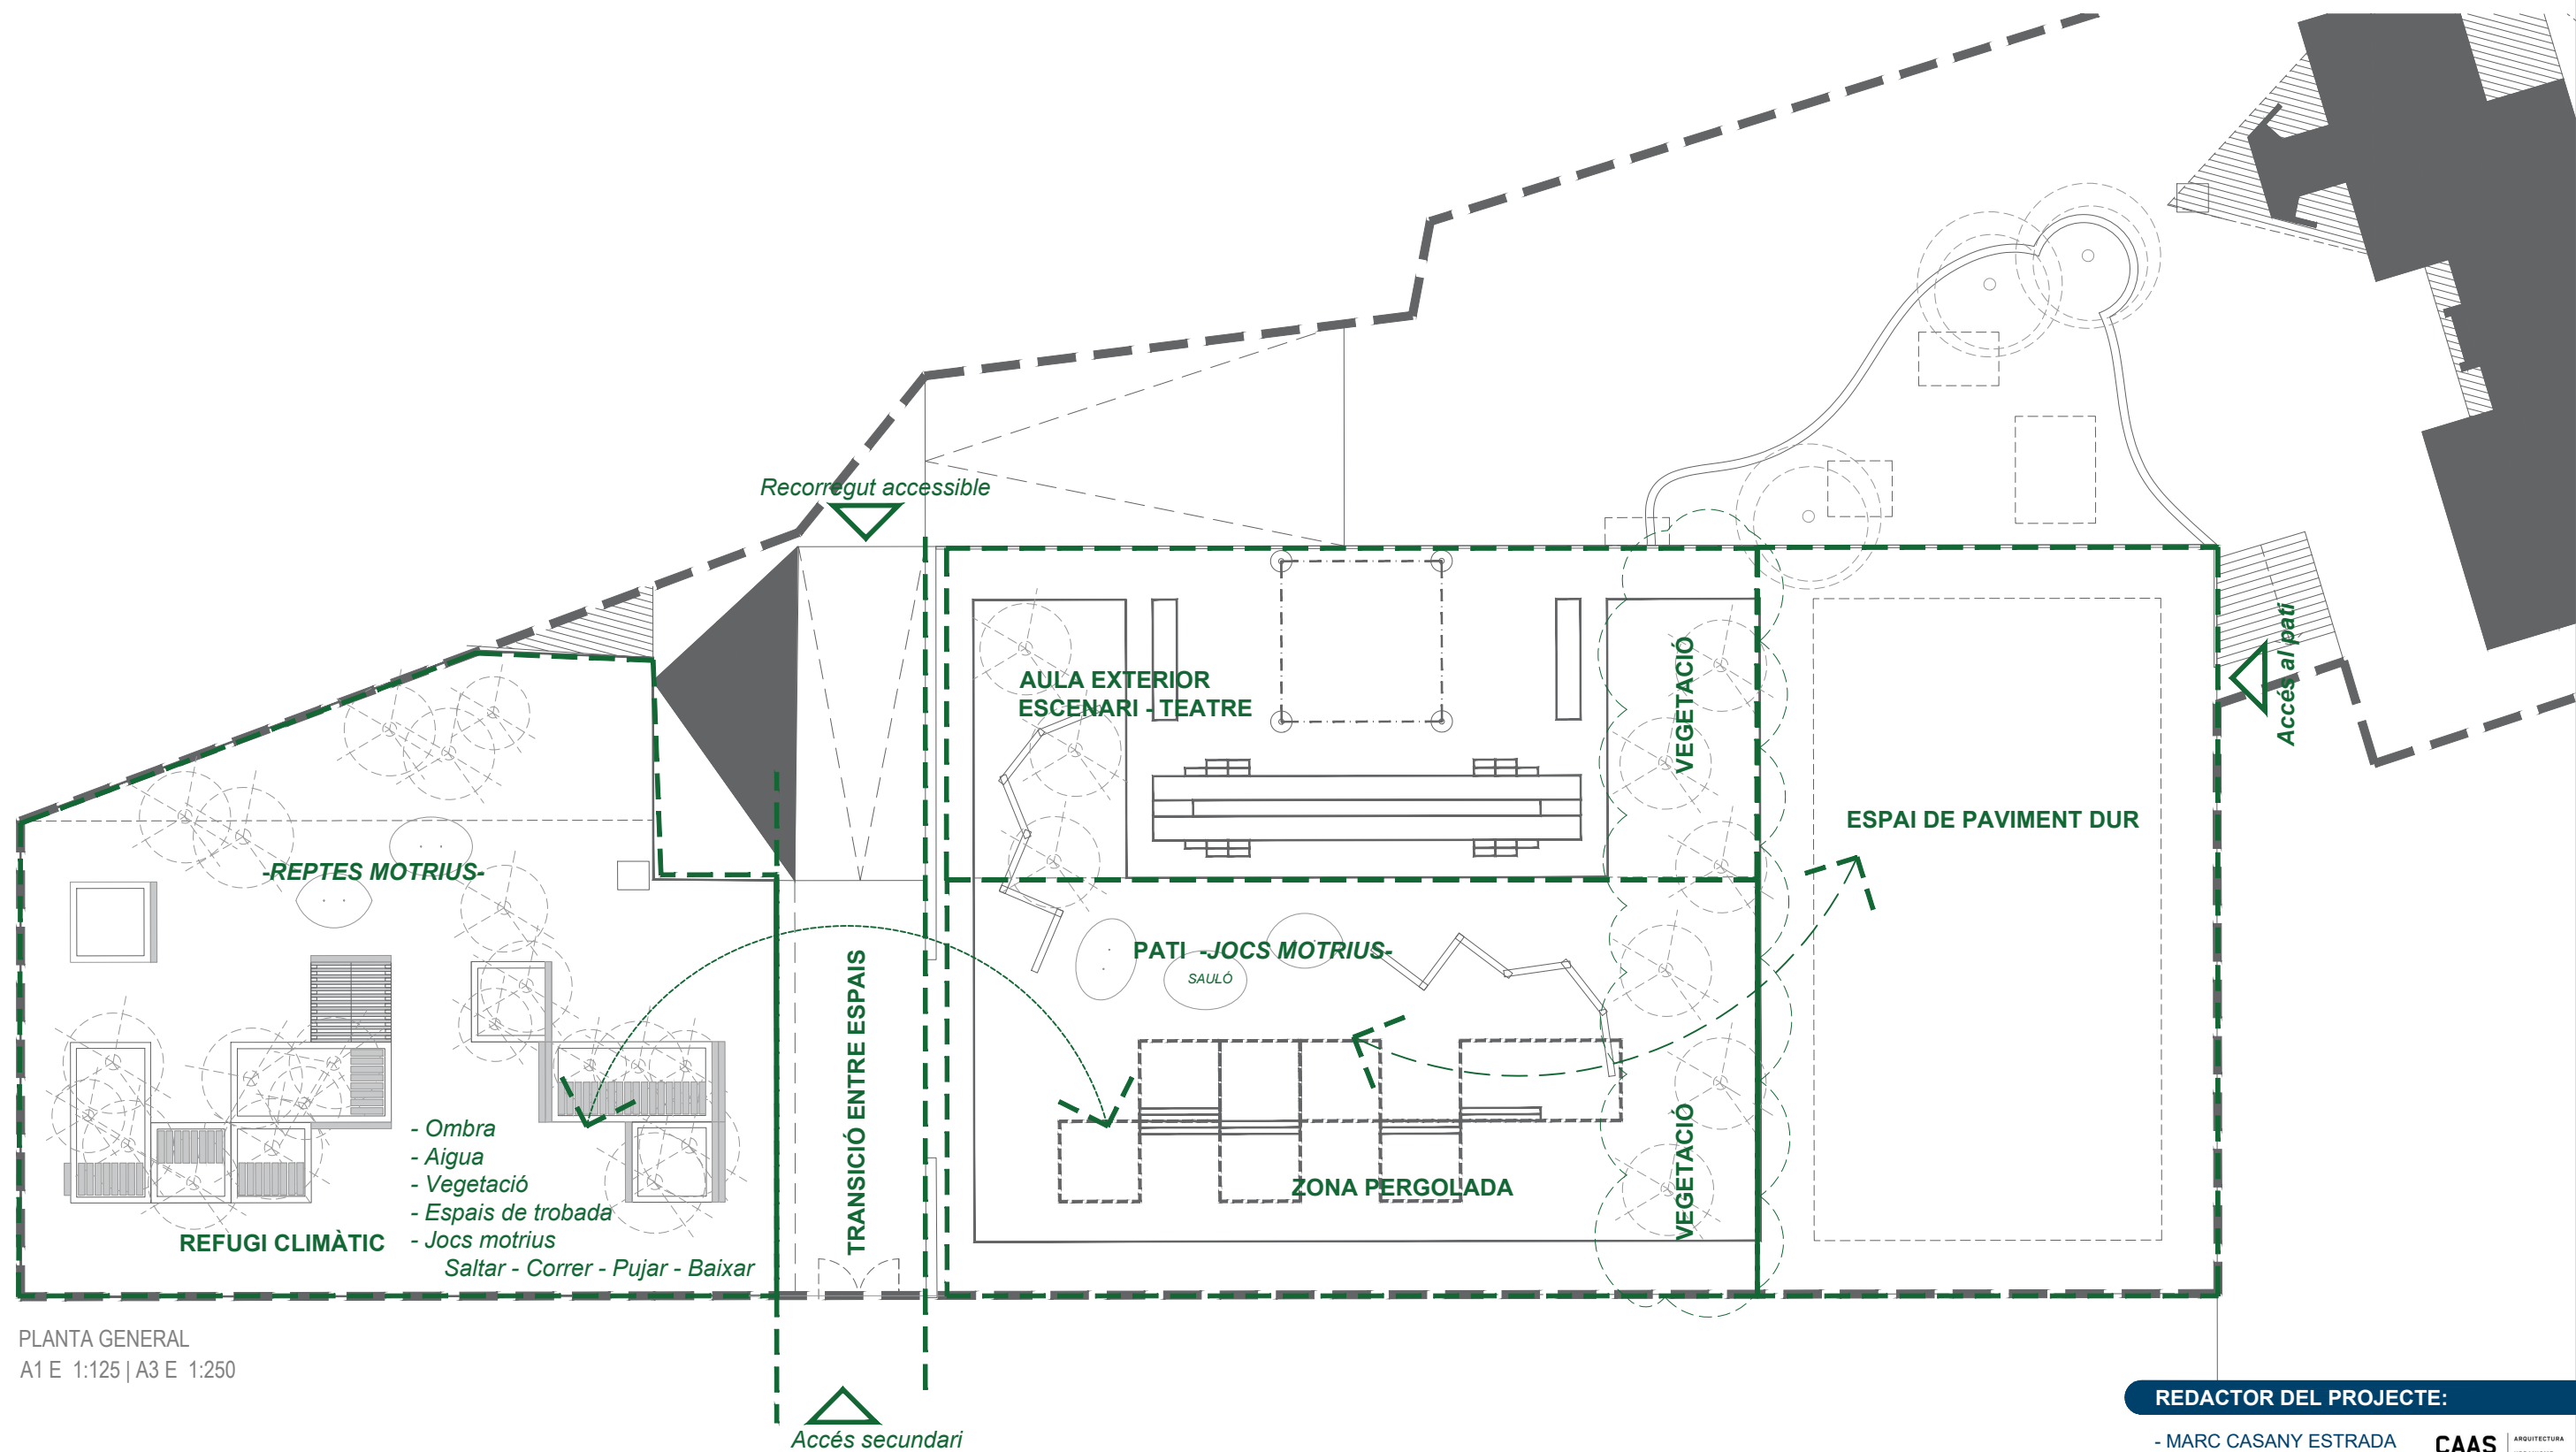 Recorregut accessible
Accés al pati
AULA EXTERIOR
ESCENARI - TEATRE
VEGETACIÓ
ESPAI DE PAVIMENT DUR
-REPTES MOTRIUS-
PATI -JOCS MOTRIUS-
SAULÓ
TRANSICIÓ ENTRE ESPAIS
- Ombra
- Aigua
- Vegetació
- Espais de trobada
- Jocs motrius
Saltar - Correr - Pujar - Baixar
REFUGI CLIMÀTIC
ZONA PERGOLADA
VEGETACIÓ
PLANTA GENERAL
A1 E 1:125 | A3 E 1:250
Accés secundari
REDACTOR DEL PROJECTE:
- MARC CASANY ESTRADA
CAAS
ARQUITECTURA